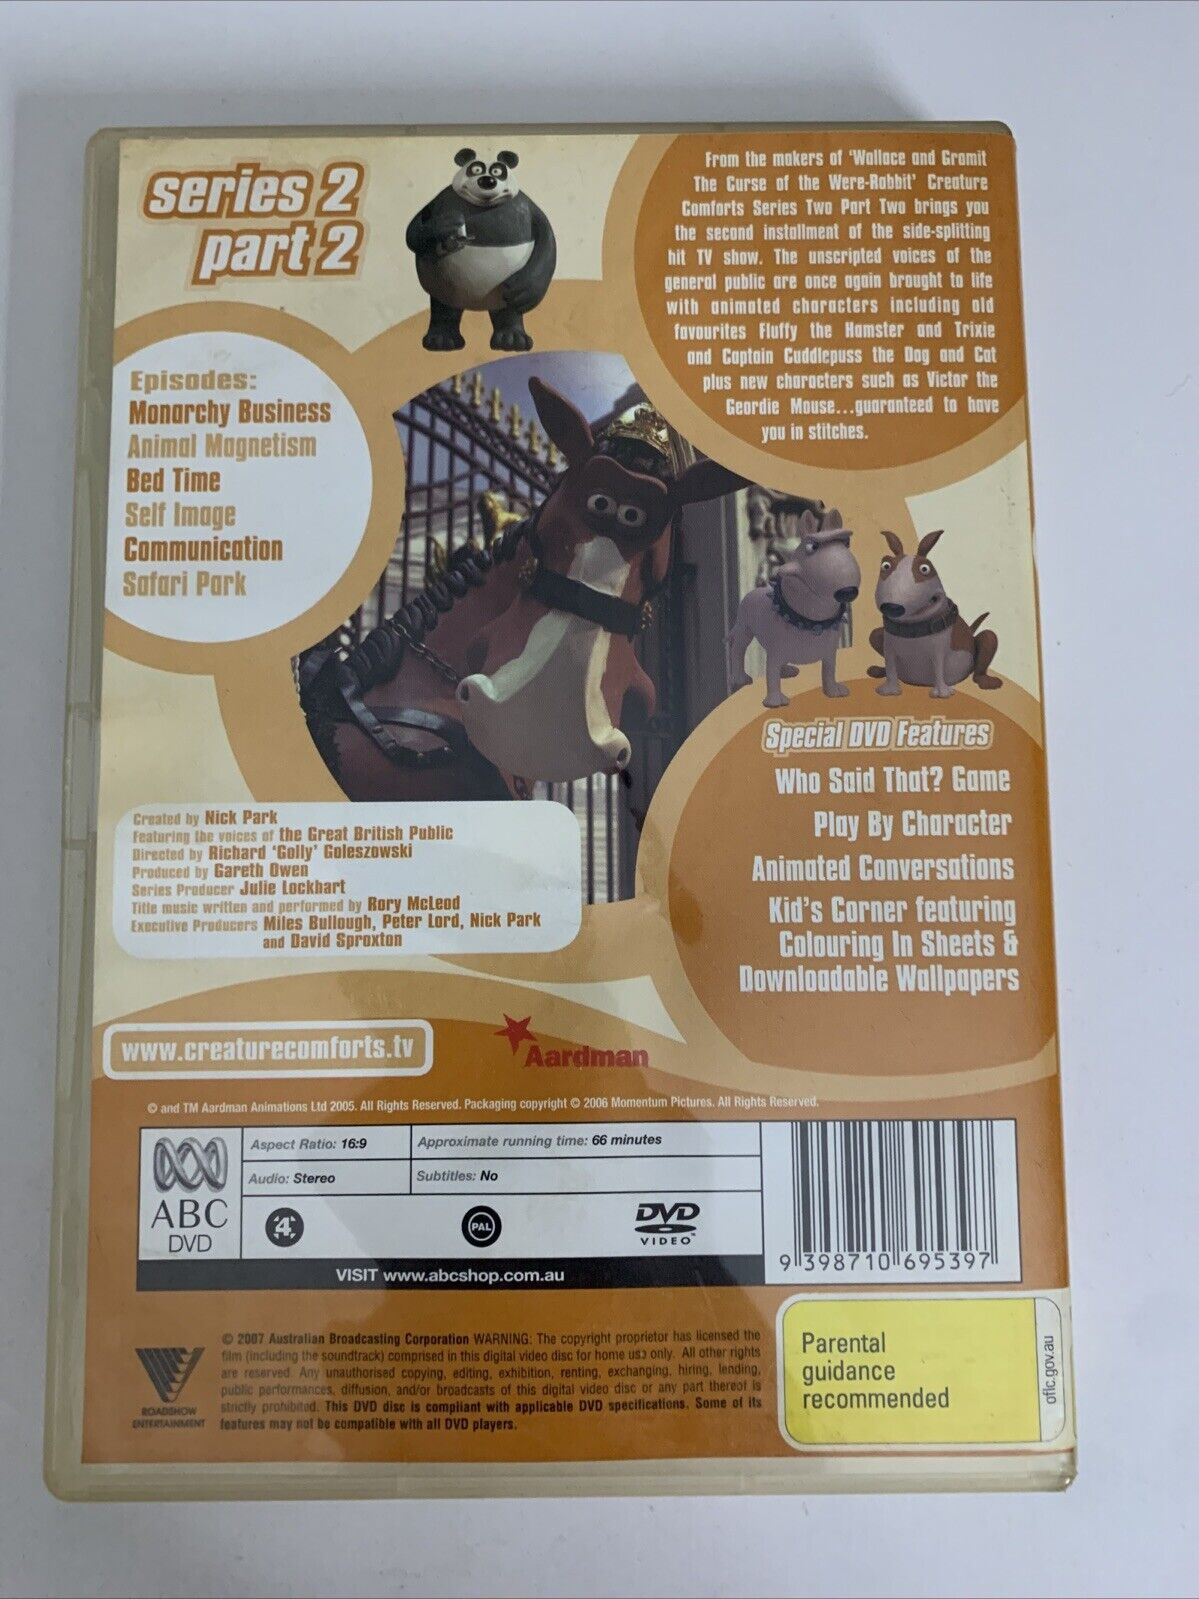 series 2
part 2
From the makers of 'Wallace and Gromit
The Curse of the Were-Rabbit' Creature
Comforts Series Two Part Two brings you
the second installment of the side-splitting
hit TV show. The unscripted voices of the
general public are once again brought to life
with animated characters including old
favourites Fluffy the Hamster and Trixie
and Captain Cuddlepuss the Dog and Cat
plus new characters such as Victor the
Geordie Mouse...guaranteed to have
you in stitches.
Episodes:
Monarchy Business
Animal Magnetism
Bed Time
Self Image
Communication
Safari Park
Special DVD Features
Who Said That? Game
Play By Character
Animated Conversations
Kid's Corner featuring
Colouring In Sheets &
Downloadable Wallpapers
Created by Nick Park
Featuring the voices of the Great British Public
Directed by Richard 'Golly' Goleszowski
Produced by Gareth Owen
Series Producer Julie Lockhart
Title music written and performed by Rory McLeod
Executive Producers Miles Bullough, Peter Lord, Nick Park
and David Sproxton
www.creaturecomforts.tv
Aardman
© and TM Aardman Animations Ltd 2005. All Rights Reserved. Packaging copyright © 2006 Momentum Pictures. All Rights Reserved.
ABC
DVD
Aspect Ratio: 16:9
Approximate running time: 66 minutes
Audio: Stereo
Subtitles: No
4
PAL
DVD
VIDEO™
VISIT www.abcshop.com.au
9 398710 695397
ROADSHOW
ENTERTAINMENT
© 2007 Australian Broadcasting Corporation WARNING: The copyright proprietor has licensed the
film (including the soundtrack) comprised in this digital video disc for home use only. All other rights
are reserved. Any unauthorised copying, editing, exhibition, renting, exchanging, hiring, lending,
public performances, diffusion, and/or broadcasts of this digital video disc or any part thereof is
strictly prohibited. This DVD disc is compliant with applicable DVD specifications. Some of its
features may not be compatible with all DVD players.
Parental
guidance
recommended
oflc.gov.au